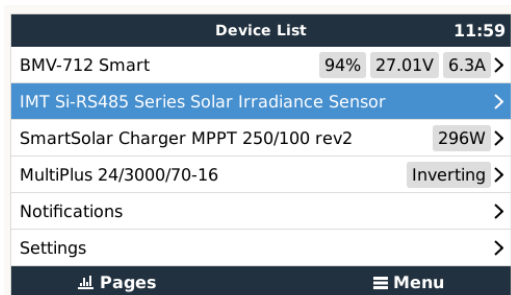 Device List 11:59
BMV-712 Smart 94% 27.01V 6.3A
IMT Si-RS485 Series Solar Irradiance Sensor
SmartSolar Charger MPPT 250/100 rev2 296W
MultiPlus 24/3000/70-16 Inverting
Notifications
Settings
Pages Menu